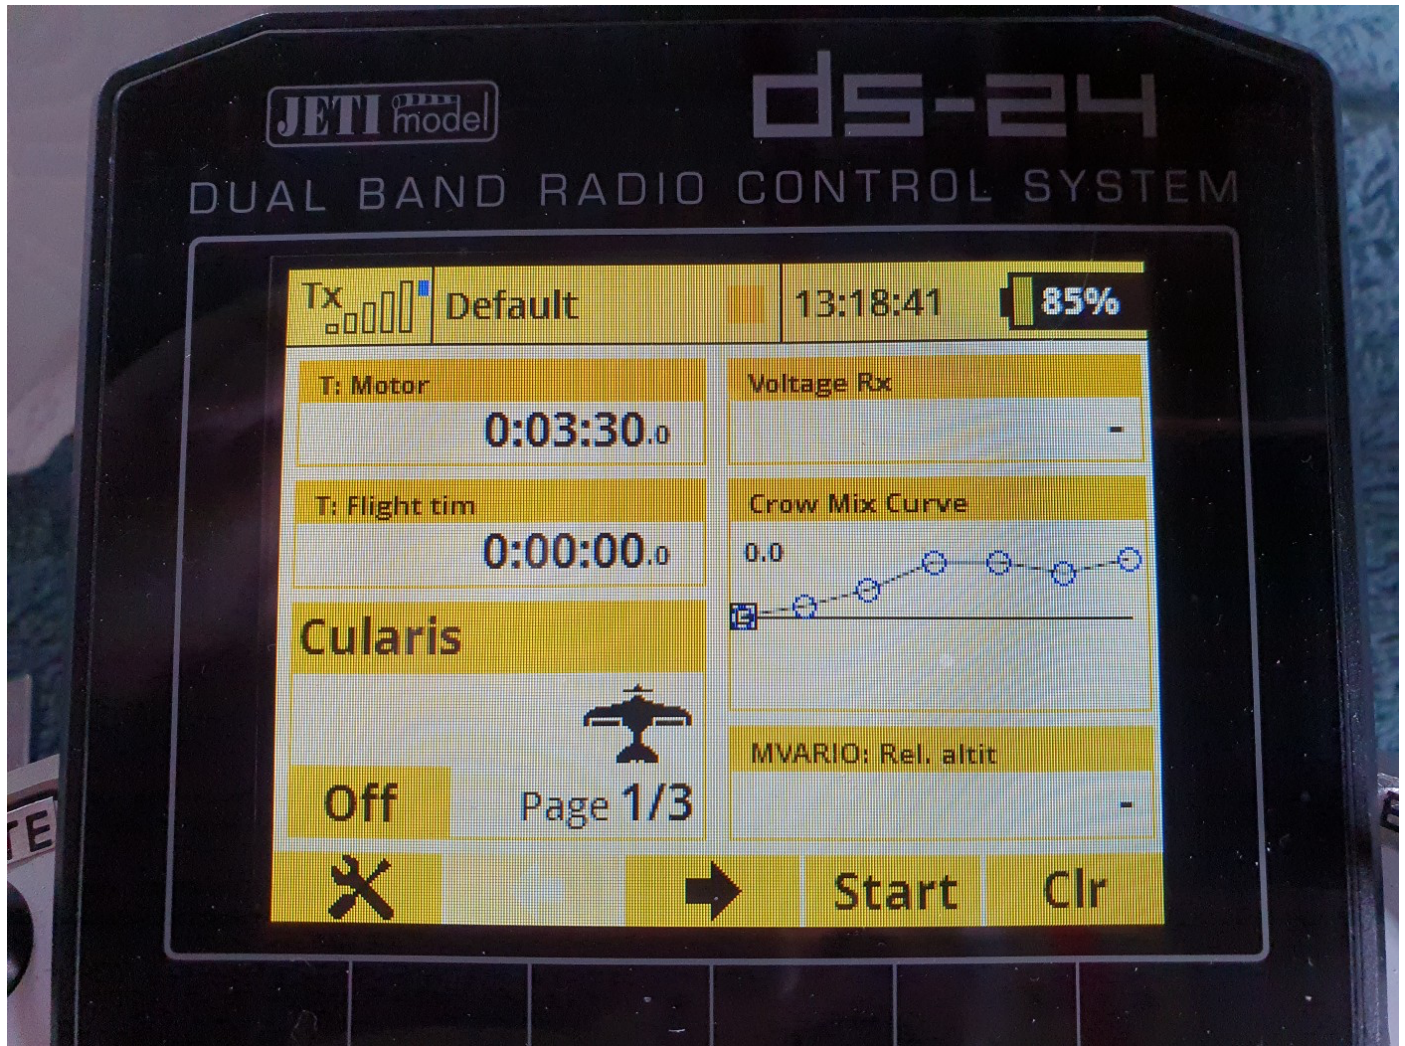 JETI model
ds-24
DUAL BAND RADIO CONTROL SYSTEM
Tx
Default
13:18:41
85%
T: Motor
0:03:30.0
T: Flight tim
0:00:00.0
Cularis
Off
Page 1/3
Voltage Rx
-
Crow Mix Curve
0.0
MVARIO: Rel. altit
-
Start
Clr
TE